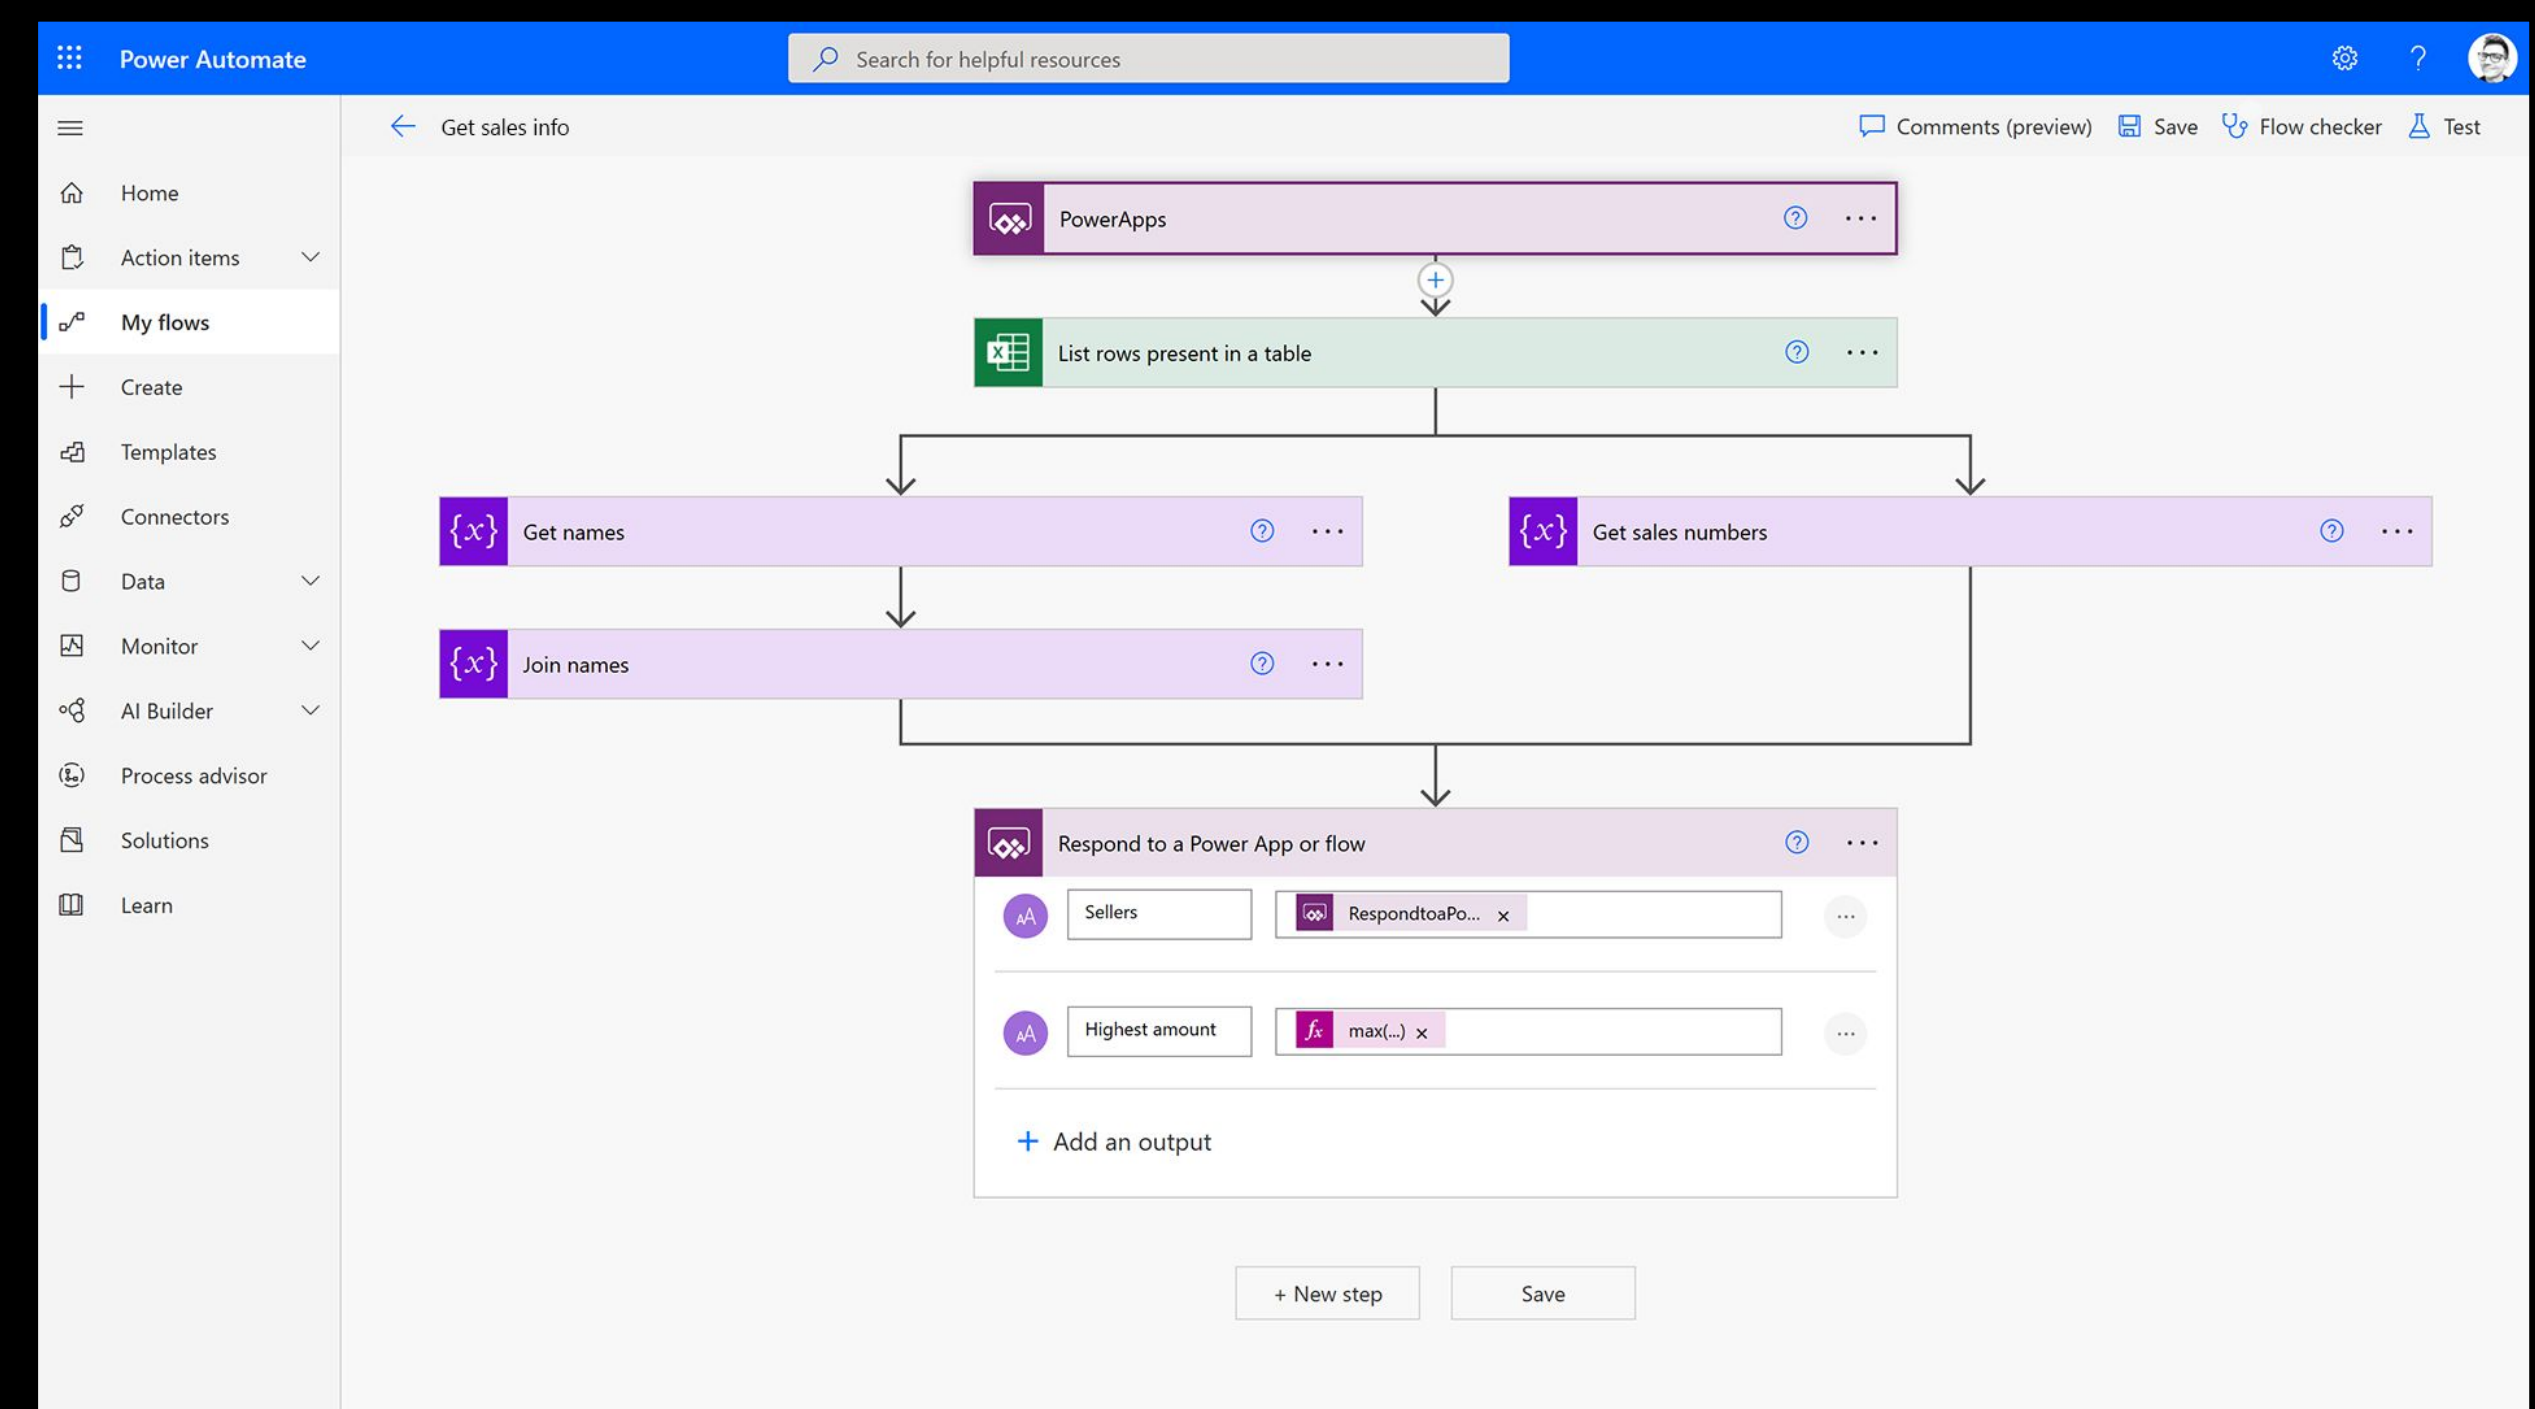 Power Automate
Search for helpful resources
?
Get sales info
Comments (preview)
Save
Flow checker
Test
Home
Action items
My flows
Create
Templates
Connectors
Data
Monitor
AI Builder
Process advisor
Solutions
Learn
PowerApps
?
...
+
List rows present in a table
?
...
{x} Get names
?
...
{x} Get sales numbers
?
...
{x} Join names
?
...
Respond to a Power App or flow
?
...
AA Sellers RespondtoaPo... × ...
AA Highest amount fx max(...) × ...
+ Add an output
+ New step
Save